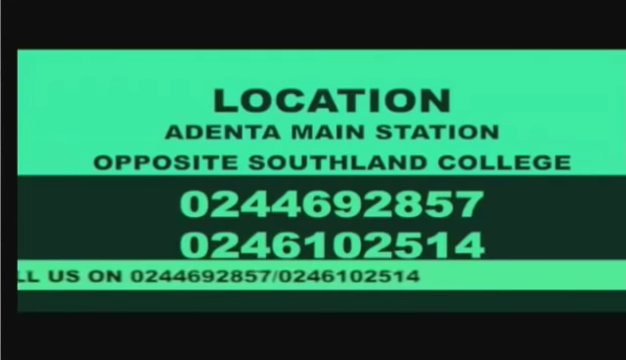 LOCATION
ADENTA MAIN STATION
OPPOSITE SOUTHLAND COLLEGE
0244692857
0246102514
LL US ON 0244692857/0246102514